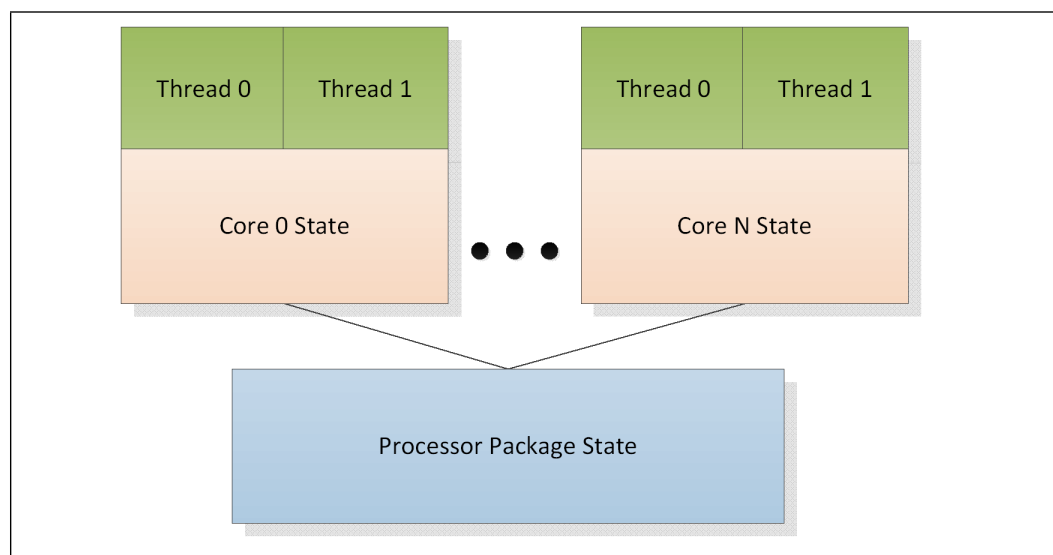 Thread 0
Thread 1
Thread 0
Thread 1
Core 0 State
Core N State
Processor Package State